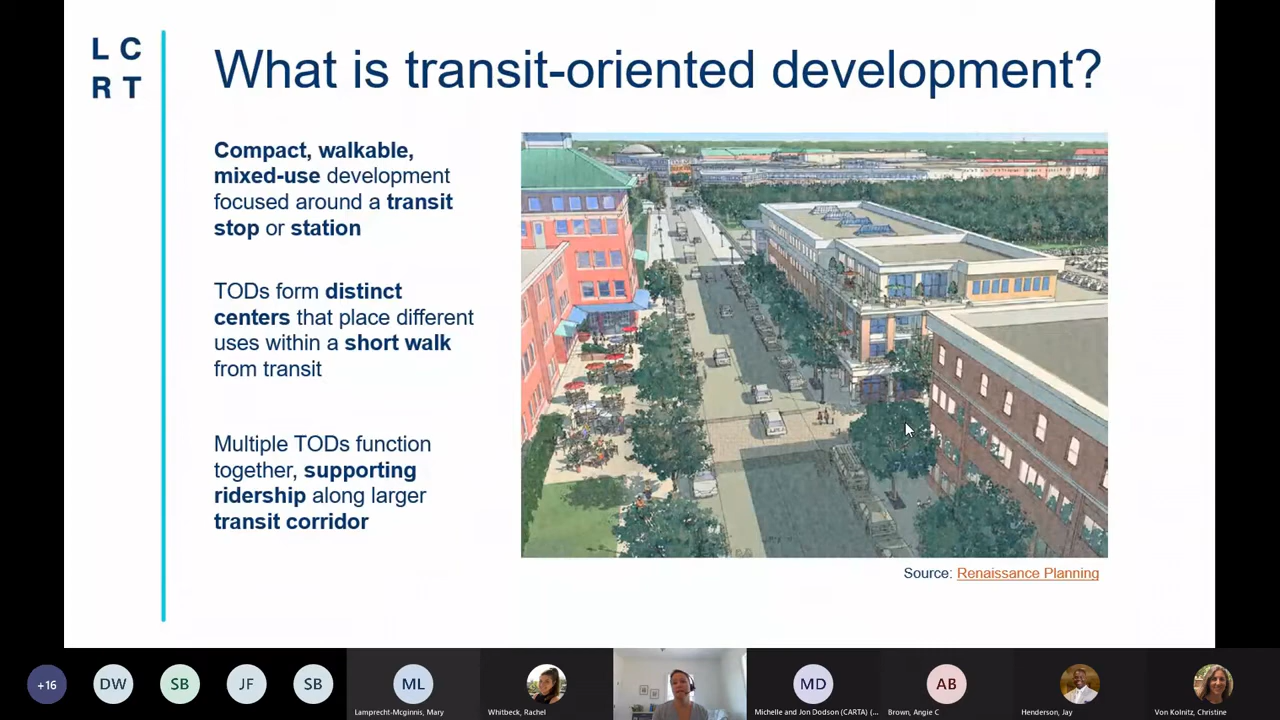 L C
R T
What is transit-oriented development?
Compact, walkable,
mixed-use development
focused around a transit
stop or station
TODs form distinct
centers that place different
uses within a short walk
from transit
Multiple TODs function
together, supporting
ridership along larger
transit corridor
Source: Renaissance Planning
+16
DW
SB
JF
SB
ML
MD
AB
Lamprecht-Mcginnis, Mary
Whitbeck, Rachel
Michelle and Jon Dodson (CARTA) (...
Brown, Angie C
Henderson, Jay
Von Kolnitz, Christine